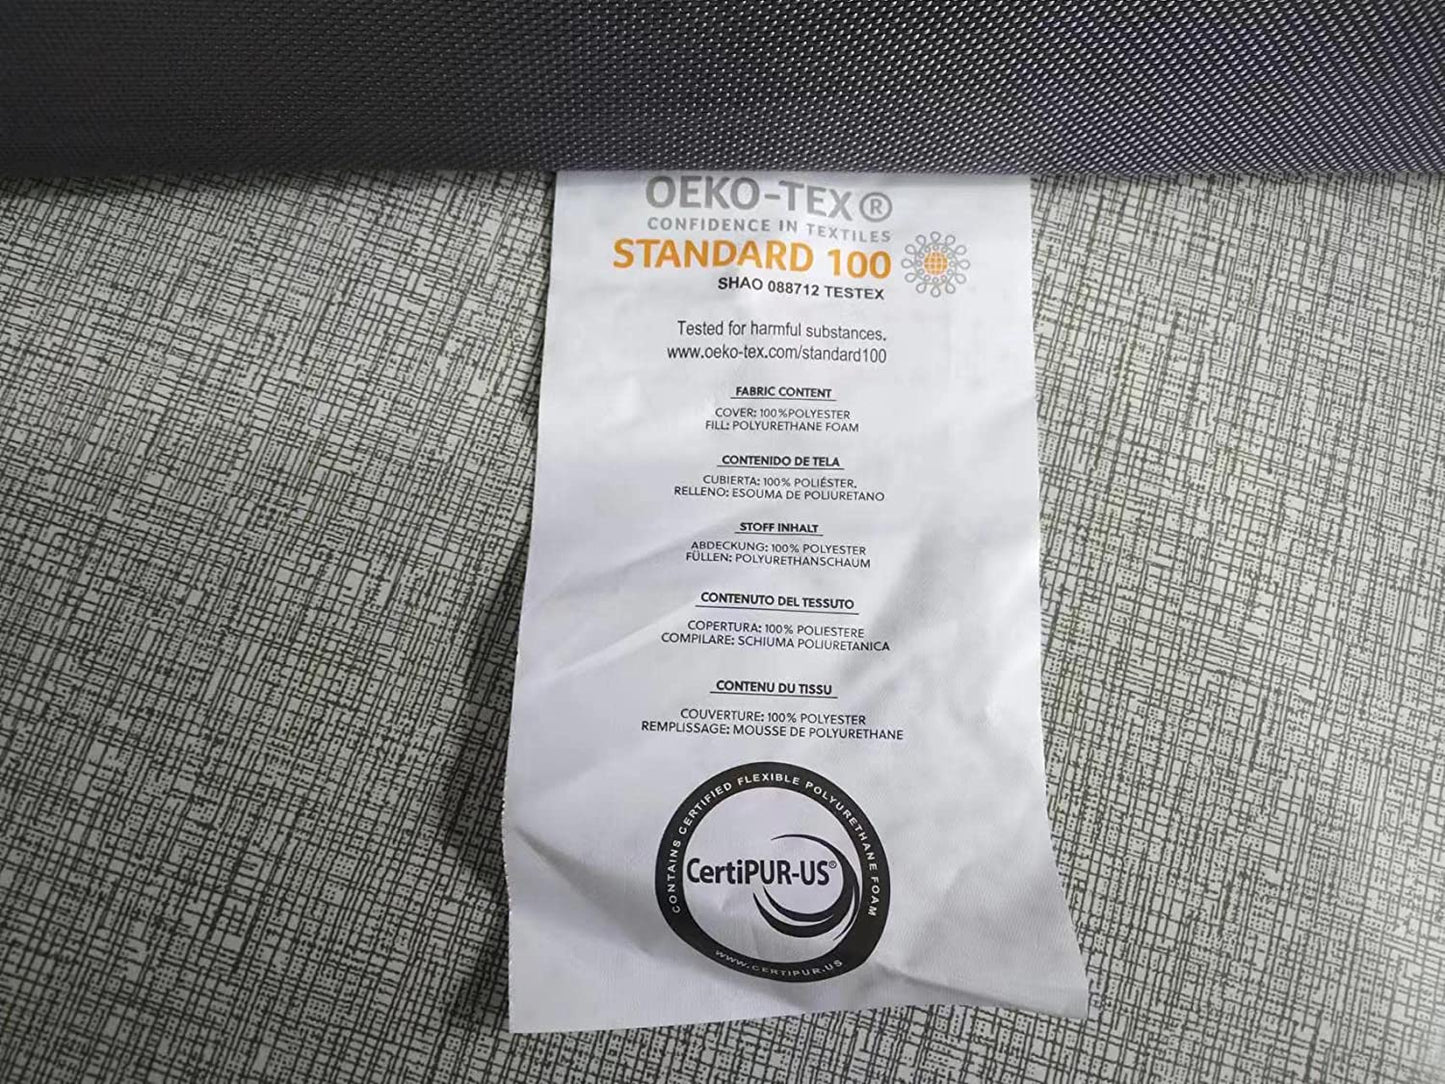 OEKO-TEX®
CONFIDENCE IN TEXTILES
STANDARD 100
SHAO 088712 TESTEX
Tested for harmful substances.
www.oeko-tex.com/standard100
FABRIC CONTENT
COVER: 100%POLYESTER
FILL: POLYURETHANE FOAM
CONTENIDO DE TELA
CUBIERTA: 100% POLIÉSTER.
RELLENO: ESOUMA DE POLIURETANO
STOFF INHALT
ABDECKUNG: 100% POLYESTER
FÜLLEN: POLYURETHANSCHAUM
CONTENUTO DEL TESSUTO
COPERTURA: 100% POLIESTERE
COMPILARE: SCHIUMA POLIURETANICA
CONTENU DU TISSU
COUVERTURE: 100% POLYESTER
REMPLISSAGE: MOUSSE DE POLYURETHANE
CONTAINS CERTIFIED FLEXIBLE POLYURETHANE FOAM
CertiPUR-US®
WWW.CERTIPUR.US